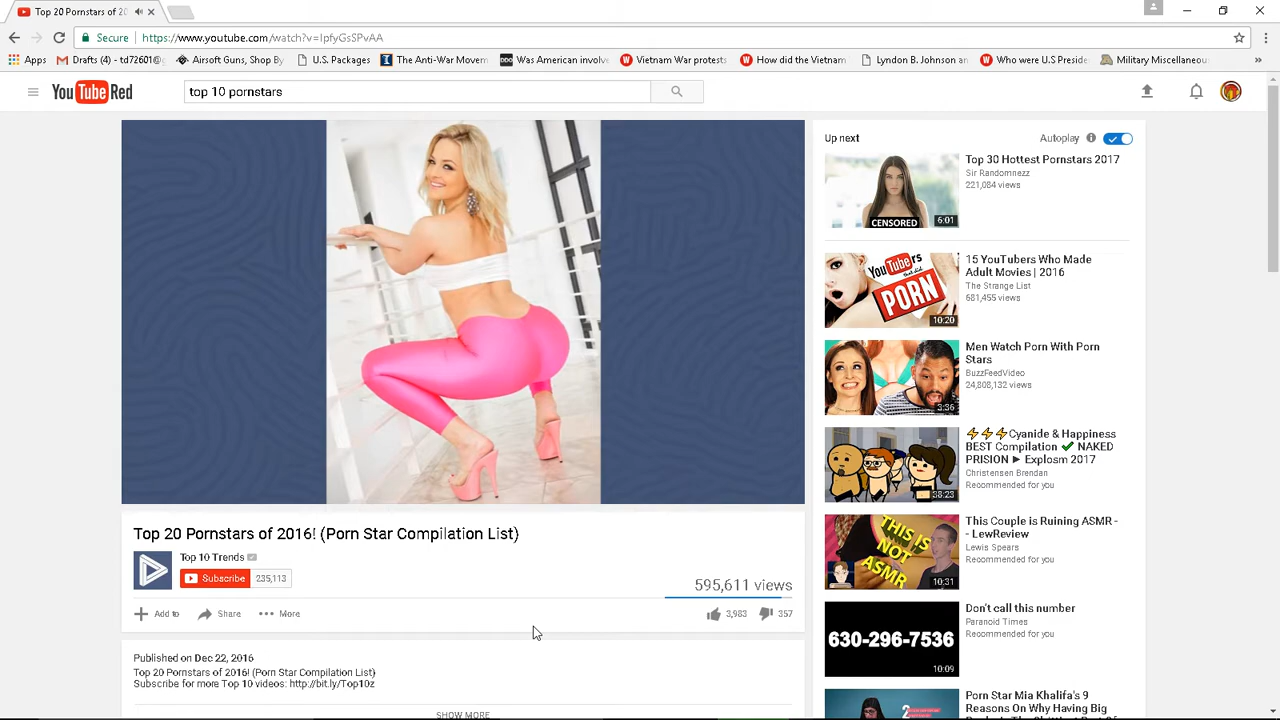 Top 20 Pornstars of 20
Secure
https://www.youtube.com/watch?v=IpfyGsSPvAA
Apps
Drafts (4) - td72601@g
Airsoft Guns, Shop By
U.S. Packages
The Anti-War Movem
DDO
Was American involv
Vietnam War protests
How did the Vietnam
Lyndon B. Johnson an
Who were U.S Preside
Military Miscellaneou
YouTube Red
top 10 pornstars
Up next
Autoplay
CENSORED
6:01
Top 30 Hottest Pornstars 2017
Sir Randomnezz
221,084 views
YouTubers
that did
PORN
10:20
15 YouTubers Who Made
Adult Movies | 2016
The Strange List
681,455 views
3:36
Men Watch Porn With Porn
Stars
BuzzFeedVideo
24,808,132 views
38:23
⚡⚡⚡Cyanide & Happiness
BEST Compilation ✔ NAKED
PRISION ► Explosm 2017
Christensen Brendan
Recommended for you
THIS IS
NOT
ASMR
10:31
This Couple is Ruining ASMR -
- LewReview
Lewis Spears
Recommended for you
630-296-7536
10:09
Don't call this number
Paranoid Times
Recommended for you
Porn Star Mia Khalifa's 9
Reasons On Why Having Big
Top 20 Pornstars of 2016! (Porn Star Compilation List)
Top 10 Trends
Subscribe
235,113
595,611 views
Add to
Share
More
3,983
357
Published on Dec 22, 2016
Top 20 Pornstars of 2016! (Porn Star Compilation List)
Subscribe for more Top 10 videos: http://bit.ly/Top10z
SHOW MORE